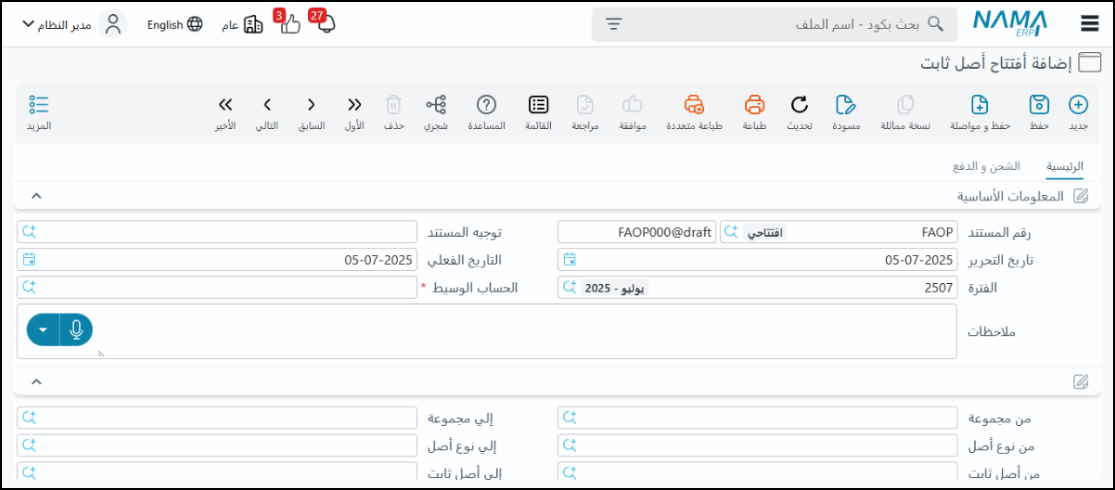 NAMA ERP بحث بكود - اسم الملف 27 3 عام English مدير النظام
إضافة أفتتاح أصل ثابت
جديد حفظ حفظ و مواصلة نسخة مماثلة مسودة تحديث طباعة طباعة متعددة موافقة مراجعة القائمة المساعدة شجري حذف الأول السابق التالي الأخير المزيد
الرئيسية الشحن و الدفع
المعلومات الأساسية
رقم المستند FAOP افتتاحي FAOP000@draft توجيه المستند
تاريخ التحرير 05-07-2025 التاريخ الفعلي 05-07-2025
الفترة 2507 يوليو - 2025 الحساب الوسيط *
ملاحظات
من مجموعة إلي مجموعة
من نوع أصل إلي نوع أصل
من أصل ثابت إلى أصل ثابت